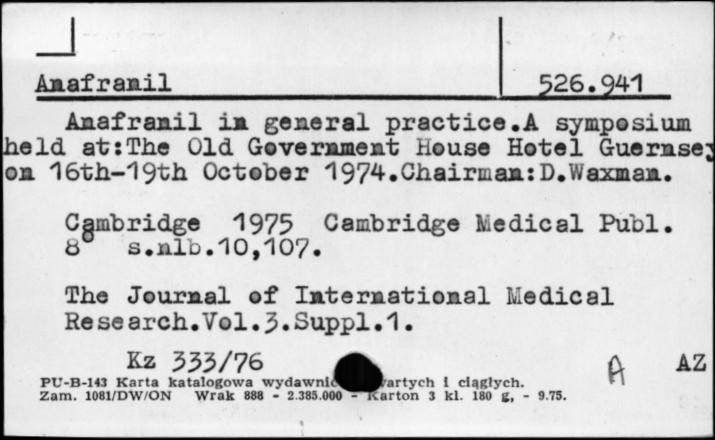 Anafranil 526.941
Anafranil in general practice.A symposium
held at:The Old Government House Hotel Guernsey
on 16th-19th October 1974.Chairman:D.Waxman.
Cambridge 1975 Cambridge Medical Publ.
8° s.nlb.10,107.
The Journal of International Medical
Research.Vol.3.Suppl.1.
Kz 333/76 A AZ
PU-B-143 Karta katalogowa wydawnic wartych i ciągłych.
Zam. 1081/DW/ON Wrak 888 - 2.385.000 - Karton 3 kl. 180 g, - 9.75.